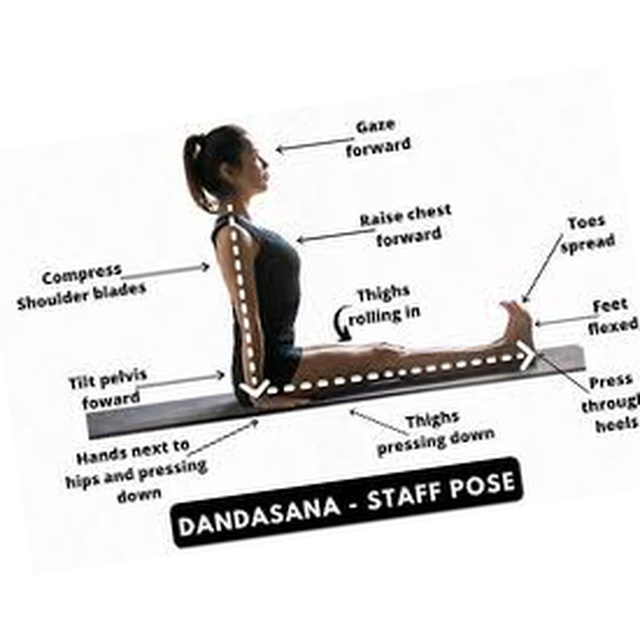 Gaze
forward
Raise chest
forward
Toes
spread
Compress
Shoulder blades
Thighs
rolling in
Feet
flexed
Tilt pelvis
foward
Press
through
heels
Thighs
pressing down
Hands next to
hips and pressing
down
DANDASANA - STAFF POSE